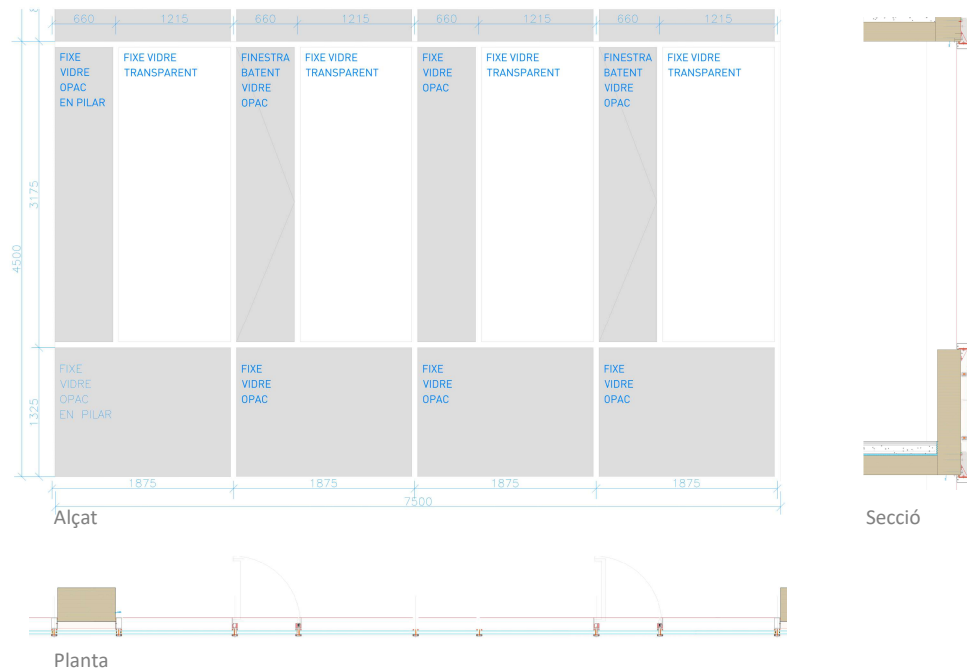 660 1215 660 1215 660 1215 660 1215
FIXE
VIDRE
OPAC
EN PILAR
FIXE VIDRE
TRANSPARENT
FINESTRA
BATENT
VIDRE
OPAC
FIXE VIDRE
TRANSPARENT
FIXE
VIDRE
OPAC
FIXE VIDRE
TRANSPARENT
FINESTRA
BATENT
VIDRE
OPAC
FIXE VIDRE
TRANSPARENT
3175
4500
1325
FIXE
VIDRE
OPAC
EN PILAR
FIXE
VIDRE
OPAC
FIXE
VIDRE
OPAC
FIXE
VIDRE
OPAC
1875 1875 1875 1875
7500
Alçat
Secció
Planta